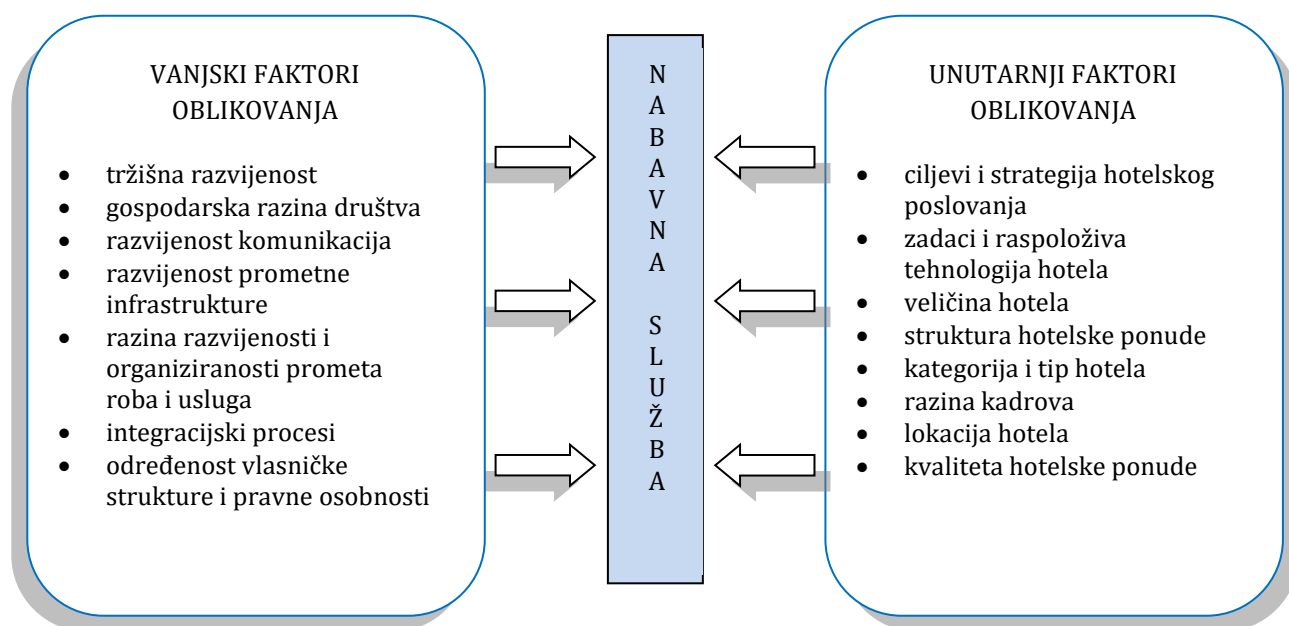 VANJSKI FAKTORI
OBLIKOVANJA
• tržišna razvijenost
• gospodarska razina društva
• razvijenost komunikacija
• razvijenost prometne
infrastrukture
• razina razvijenosti i
organiziranosti prometa
roba i usluga
• integracijski procesi
• određenost vlasničke
strukture i pravne osobnosti
N
A
B
A
V
N
A
S
L
U
Ž
B
A
UNUTARNJI FAKTORI
OBLIKOVANJA
• ciljevi i strategija hotelskog
poslovanja
• zadaci i raspoloživa
tehnologija hotela
• veličina hotela
• struktura hotelske ponude
• kategorija i tip hotela
• razina kadrova
• lokacija hotela
• kvaliteta hotelske ponude